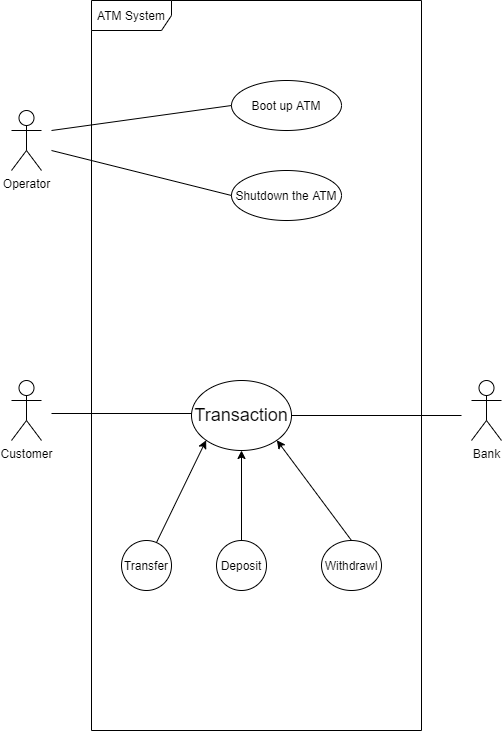 ATM System
Boot up ATM
Operator
Shutdown the ATM
Transaction
Customer
Bank
Transfer
Deposit
Withdrawl